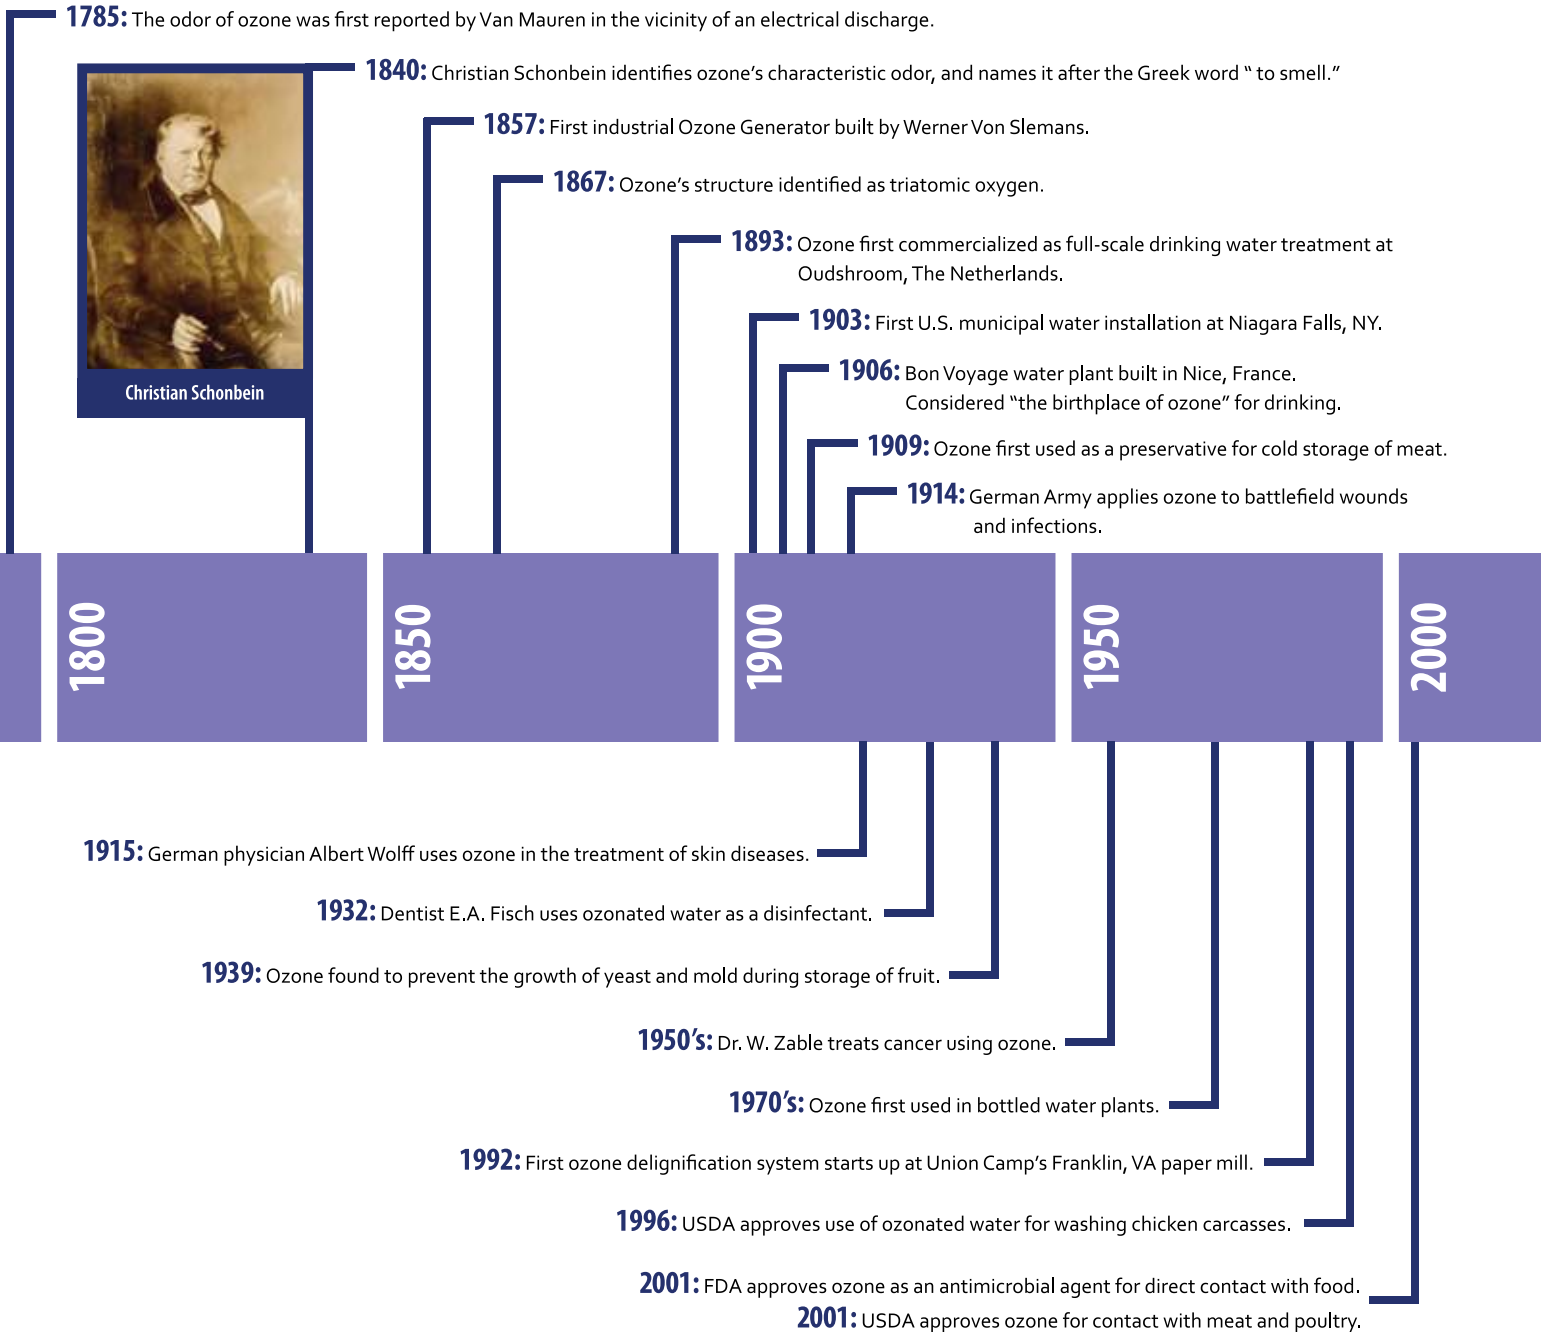 1785: The odor of ozone was first reported by Van Mauren in the vicinity of an electrical discharge.
1840: Christian Schonbein identifies ozone's characteristic odor, and names it after the Greek word “ to smell.”
1857: First industrial Ozone Generator built by Werner Von Slemans.
1867: Ozone's structure identified as triatomic oxygen.
1893: Ozone first commercialized as full-scale drinking water treatment at
Oudshroom, The Netherlands.
1903: First U.S. municipal water installation at Niagara Falls, NY.
1906: Bon Voyage water plant built in Nice, France.
Considered “the birthplace of ozone” for drinking.
Christian Schonbein
1909: Ozone first used as a preservative for cold storage of meat.
1914: German Army applies ozone to battlefield wounds
and infections.
1800
1850
1900
1950
2000
1915: German physician Albert Wolff uses ozone in the treatment of skin diseases.
1932: Dentist E.A. Fisch uses ozonated water as a disinfectant.
1939: Ozone found to prevent the growth of yeast and mold during storage of fruit.
1950's: Dr. W. Zable treats cancer using ozone.
1970's: Ozone first used in bottled water plants.
1992: First ozone delignification system starts up at Union Camp's Franklin, VA paper mill.
1996: USDA approves use of ozonated water for washing chicken carcasses.
2001: FDA approves ozone as an antimicrobial agent for direct contact with food.
2001: USDA approves ozone for contact with meat and poultry.